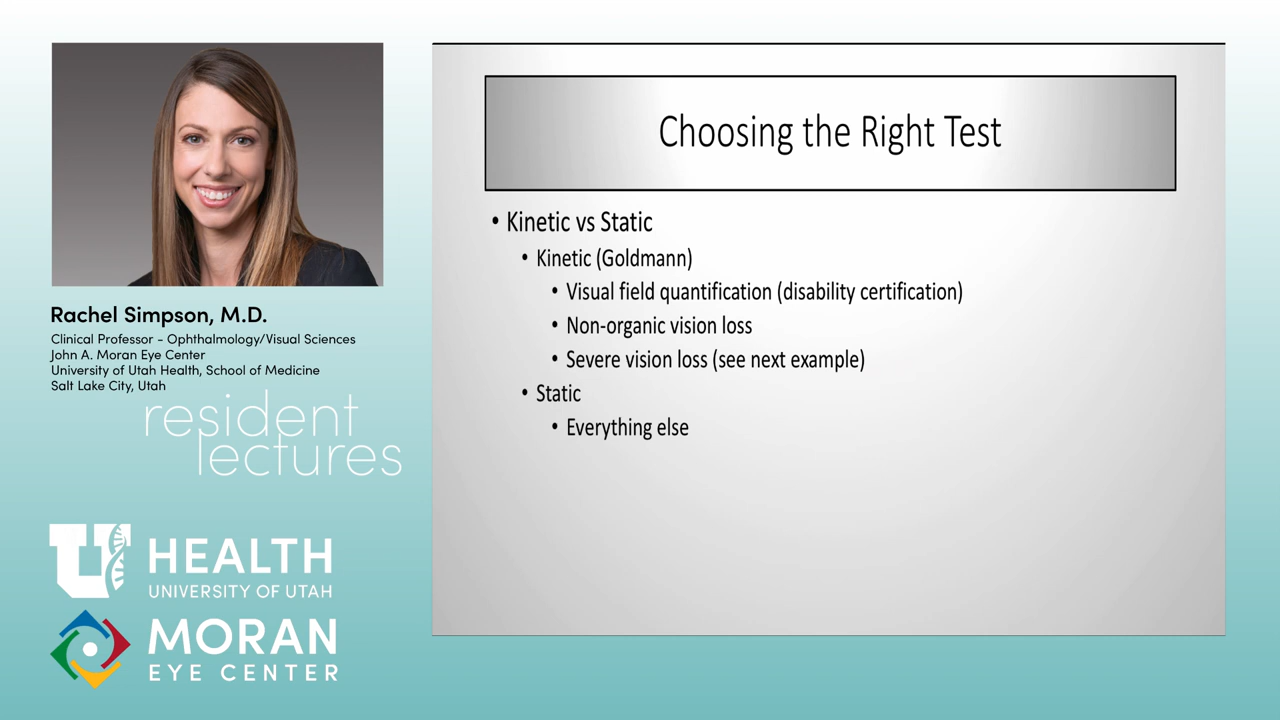 Rachel Simpson, M.D.
Clinical Professor - Ophthalmology/Visual Sciences
John A. Moran Eye Center
University of Utah Health, School of Medicine
Salt Lake City, Utah
resident
lectures
U HEALTH
UNIVERSITY OF UTAH
MORAN
EYE CENTER
Choosing the Right Test
• Kinetic vs Static
• Kinetic (Goldmann)
• Visual field quantification (disability certification)
• Non-organic vision loss
• Severe vision loss (see next example)
• Static
• Everything else